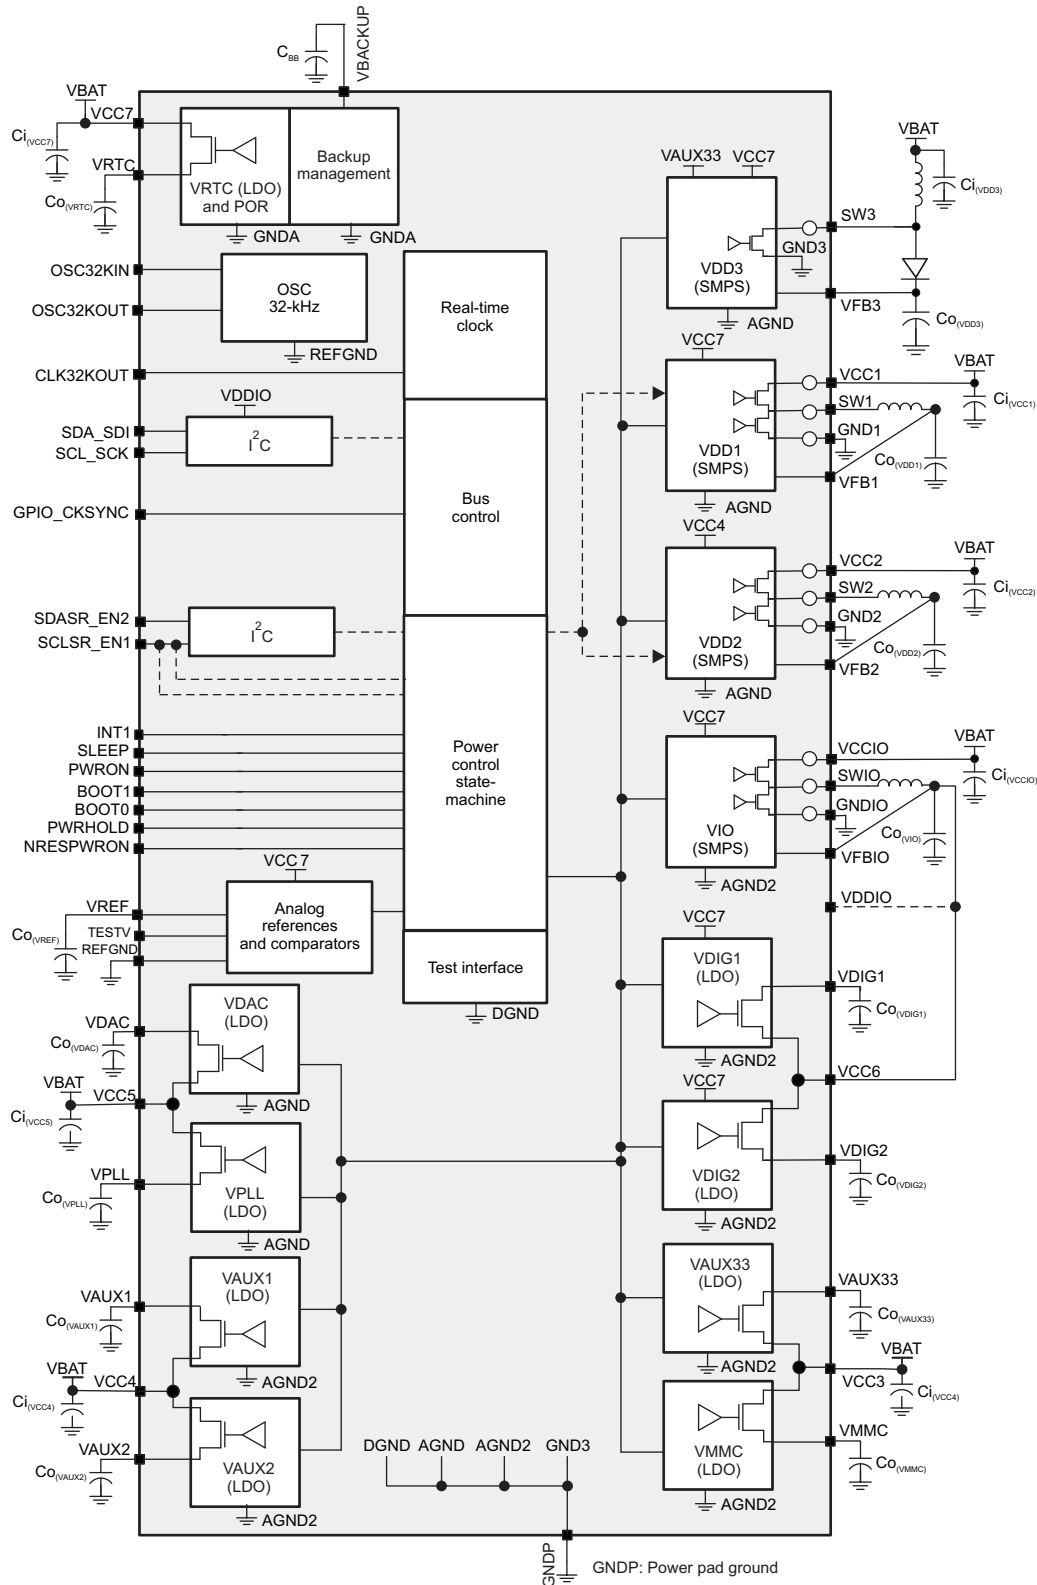 C BB
VBACKUP
VBAT
VCC7
Ci(VCC7)
VRTC
Co(VRTC)
VRTC (LDO)
and POR
Backup
management
GNDA
GNDA
OSC32KIN
OSC32KOUT
OSC
32-kHz
REFGND
CLK32KOUT
VDDIO
SDA_SDI
SCL_SCK
I2C
GPIO_CKSYNC
SDASR_EN2
SCLSR_EN1
I2C
INT1
SLEEP
PWRON
BOOT1
BOOT0
PWRHOLD
NRESPWRON
VCC7
VREF
TESTV
REFGND
Co(VREF)
Analog
references
and comparators
Real-time
clock
Bus
control
Power
control
state-
machine
Test interface
DGND
VDAC
Co(VDAC)
VDAC
(LDO)
AGND
VBAT
VCC5
Ci(VCC5)
VPLL
Co(VPLL)
VPLL
(LDO)
AGND
VAUX1
Co(VAUX1)
VAUX1
(LDO)
AGND2
VBAT
VCC4
Ci(VCC4)
VAUX2
Co(VAUX2)
VAUX2
(LDO)
AGND2
DGND
AGND
AGND2
GND3
GNDP
GNDP: Power pad ground
VAUX33
VCC7
VDD3
(SMPS)
GND3
AGND
SW3
VFB3
VBAT
Ci(VDD3)
Co(VDD3)
VCC7
VDD1
(SMPS)
AGND
VCC1
SW1
GND1
VFB1
VBAT
Ci(VCC1)
Co(VDD1)
VCC4
VDD2
(SMPS)
AGND
VCC2
SW2
GND2
VFB2
VBAT
Ci(VCC2)
Co(VDD2)
VCC7
VIO
(SMPS)
AGND2
VCCIO
SWIO
GNDIO
VFBIO
VBAT
Ci(VCCIO)
Co(VIO)
VDDIO
VCC7
VDIG1
(LDO)
AGND2
VDIG1
Co(VDIG1)
VCC6
VCC7
VDIG2
(LDO)
AGND2
VDIG2
Co(VDIG2)
VAUX33
(LDO)
AGND2
VAUX33
Co(VAUX33)
VBAT
VCC3
Ci(VCC4)
VMMC
(LDO)
AGND2
VMMC
Co(VMMC)